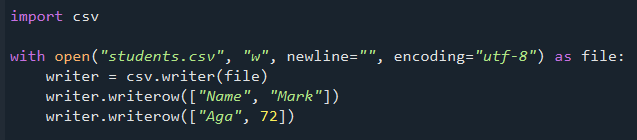 import csv

with open("students.csv", "w", newline="", encoding="utf-8") as file:
    writer = csv.writer(file)
    writer.writerow(["Name", "Mark"])
    writer.writerow(["Aga", 72])